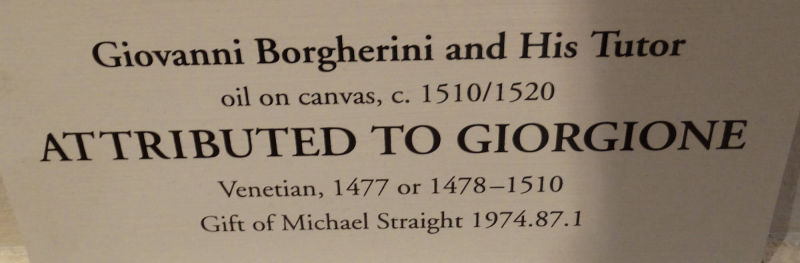 Giovanni Borgherini and His Tutor
oil on canvas, c. 1510/1520
ATTRIBUTED TO GIORGIONE
Venetian, 1477 or 1478–1510
Gift of Michael Straight 1974.87.1